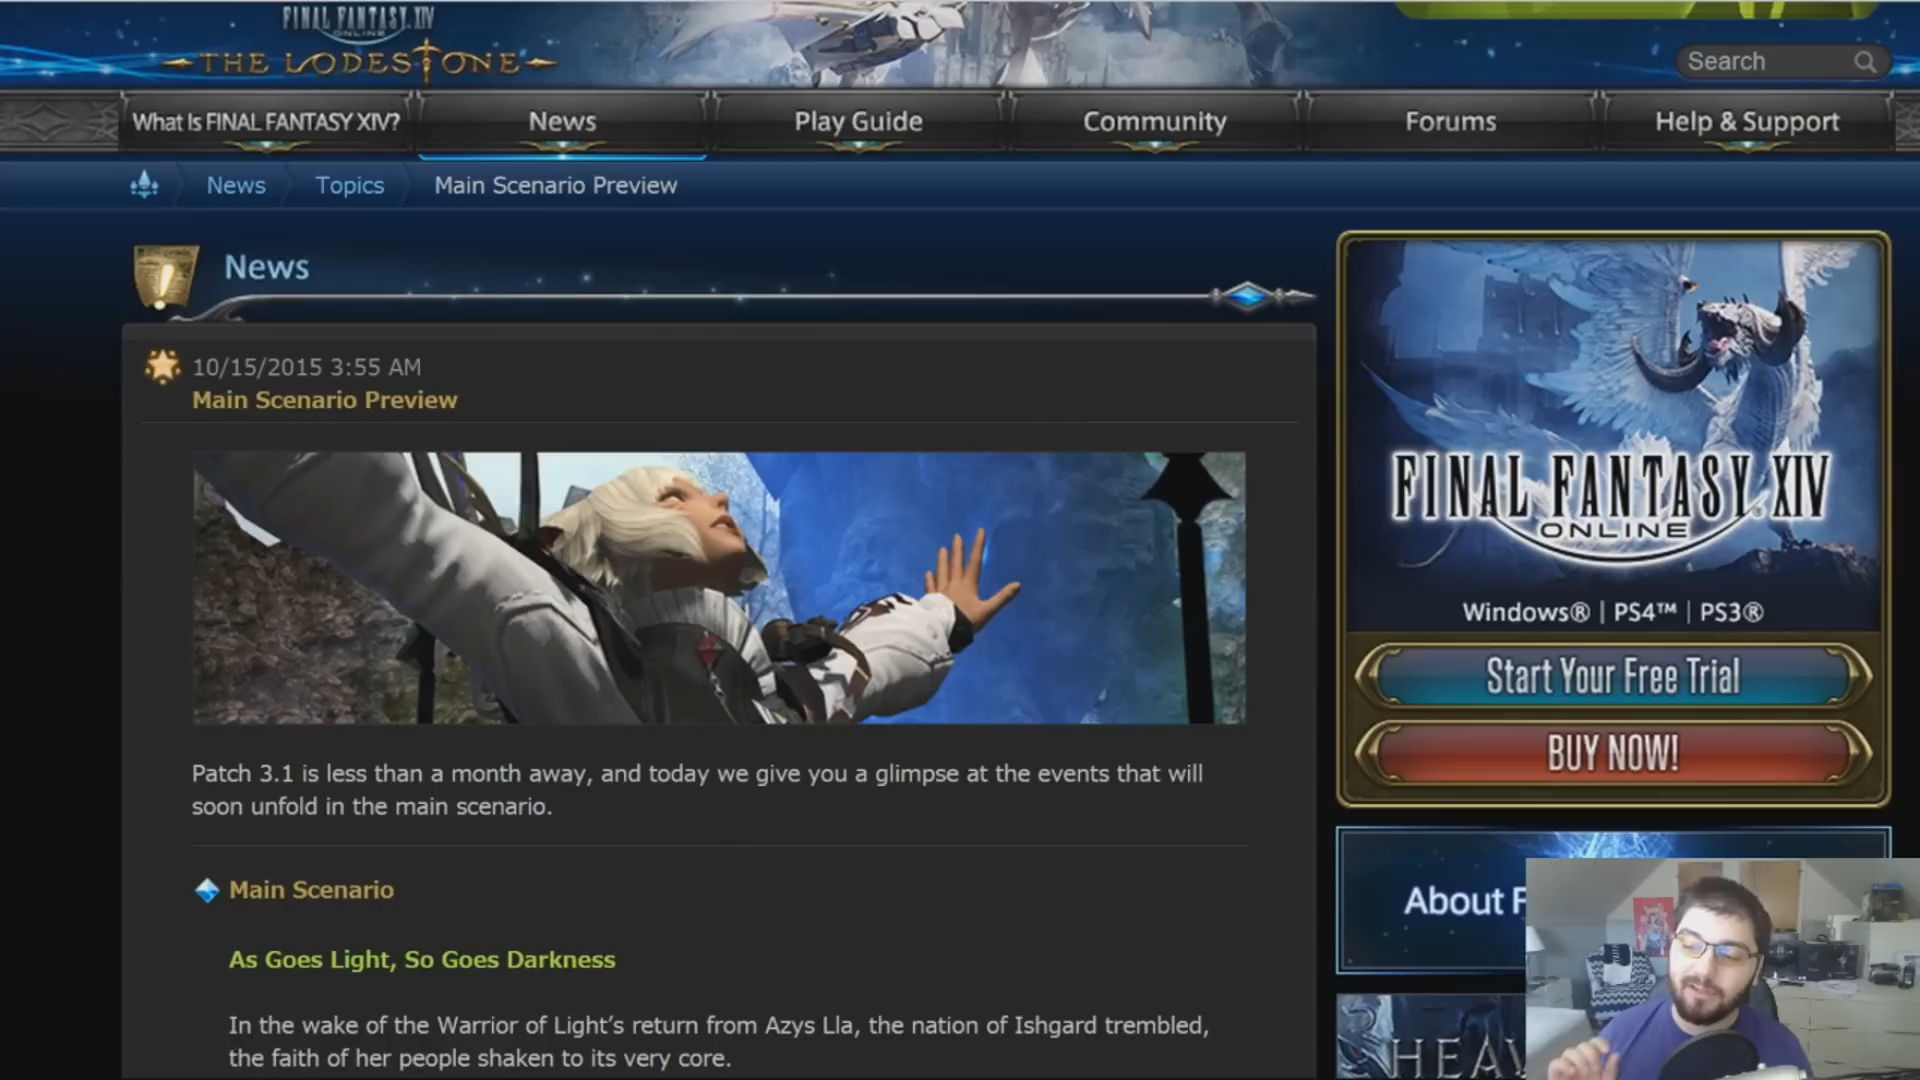 FINAL FANTASY XIV
ONLINE
THE LODESTONE
Search
What Is FINAL FANTASY XIV?
News
Play Guide
Community
Forums
Help & Support
News
Topics
Main Scenario Preview
News
10/15/2015 3:55 AM
Main Scenario Preview
Patch 3.1 is less than a month away, and today we give you a glimpse at the events that will
soon unfold in the main scenario.
Main Scenario
As Goes Light, So Goes Darkness
In the wake of the Warrior of Light’s return from Azys Lla, the nation of Ishgard trembled,
the faith of her people shaken to its very core.
FINAL FANTASY XIV
ONLINE
Windows® | PS4™ | PS3®
Start Your Free Trial
BUY NOW!
About F
HEAV